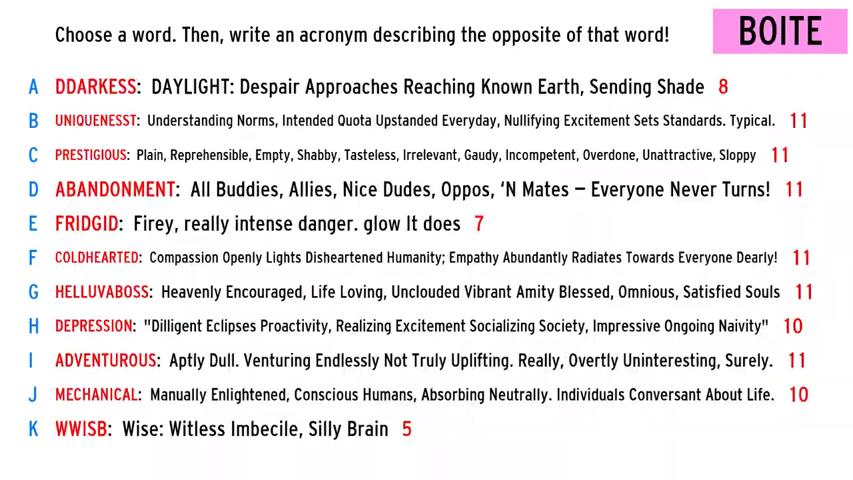 Choose a word. Then, write an acronym describing the opposite of that word!
BOITE
A DDARKESS: DAYLIGHT: Despair Approaches Reaching Known Earth, Sending Shade 8
B UNIQUENESST: Understanding Norms, Intended Quota Upstanded Everyday, Nullifying Excitement Sets Standards. Typical. 11
C PRESTIGIOUS: Plain, Reprehensible, Empty, Shabby, Tasteless, Irrelevant, Gaudy, Incompetent, Overdone, Unattractive, Sloppy 11
D ABANDONMENT: All Buddies, Allies, Nice Dudes, Oppos, ‘N Mates – Everyone Never Turns! 11
E FRIDGID: Firey, really intense danger. glow It does 7
F COLDHEARTED: Compassion Openly Lights Disheartened Humanity; Empathy Abundantly Radiates Towards Everyone Dearly! 11
G HELLUVABOSS: Heavenly Encouraged, Life Loving, Unclouded Vibrant Amity Blessed, Omnious, Satisfied Souls 11
H DEPRESSION: "Dilligent Eclipses Proactivity, Realizing Excitement Socializing Society, Impressive Ongoing Naivity" 10
I ADVENTUROUS: Aptly Dull. Venturing Endlessly Not Truly Uplifting. Really, Overtly Uninteresting, Surely. 11
J MECHANICAL: Manually Enlightened, Conscious Humans, Absorbing Neutrally. Individuals Conversant About Life. 10
K WWISB: Wise: Witless Imbecile, Silly Brain 5